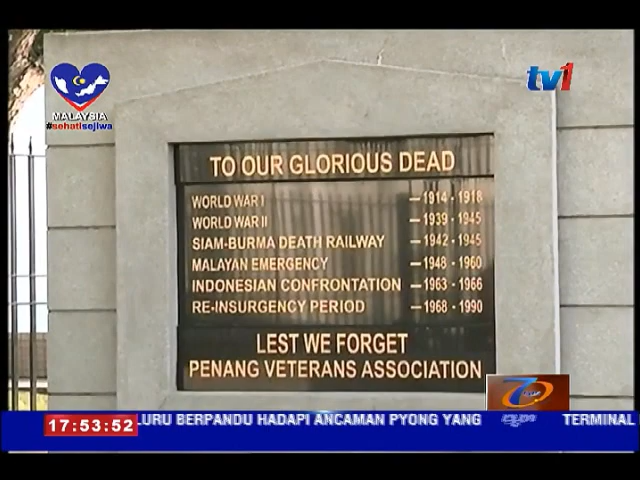 MALAYSIA
#sehatisejiwa
tv1
TO OUR GLORIOUS DEAD
WORLD WAR I — 1914 - 1918
WORLD WAR II — 1939 - 1945
SIAM-BURMA DEATH RAILWAY — 1942 - 1945
MALAYAN EMERGENCY — 1948 - 1960
INDONESIAN CONFRONTATION — 1963 - 1966
RE-INSURGENCY PERIOD — 1968 - 1990
LEST WE FORGET
PENANG VETERANS ASSOCIATION
17:53:52 LURU BERPANDU HADAPI ANCAMAN PYONG YANG TERMINAL